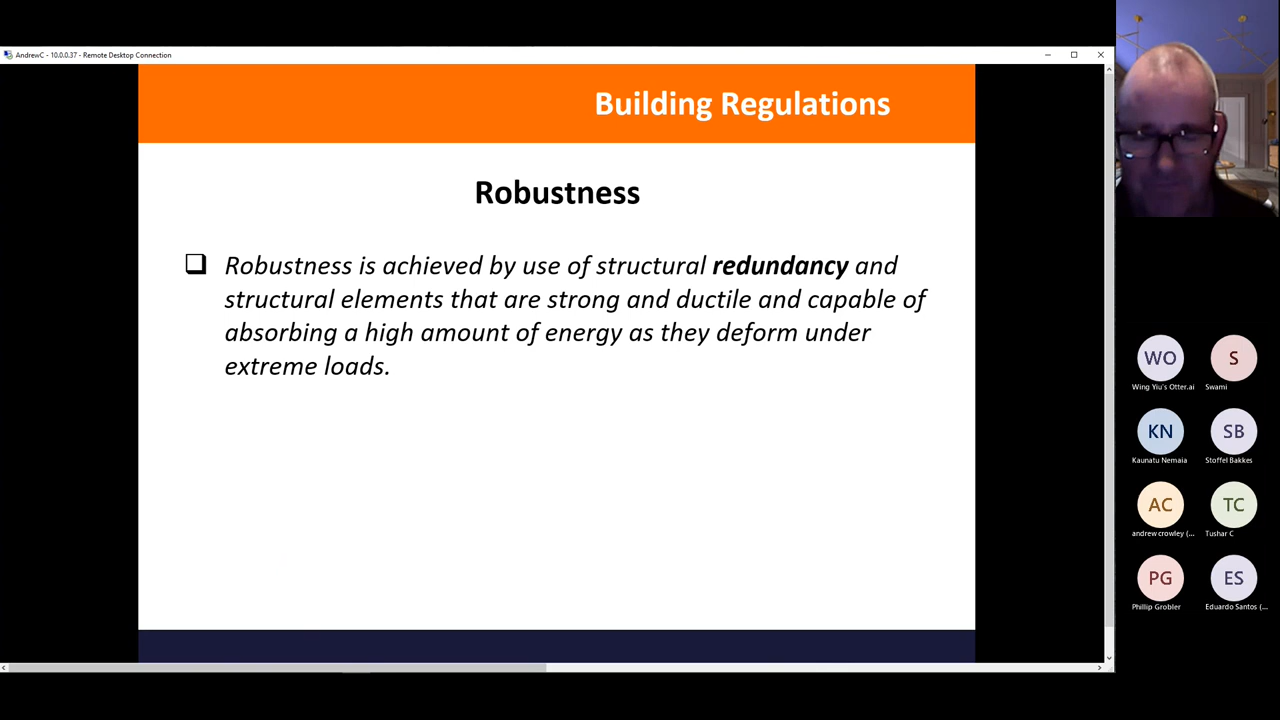 AndrewC - 10.0.0.37 - Remote Desktop Connection
Building Regulations
Robustness
Robustness is achieved by use of structural redundancy and
structural elements that are strong and ductile and capable of
absorbing a high amount of energy as they deform under
extreme loads.
WO
S
Wing Yiu's Otter.ai
Swami
KN
SB
Kaunatu Nemaia
Stoffel Bakkes
AC
TC
andrew crowley (...
Tushar C
PG
ES
Phillip Grobler
Eduardo Santos (...